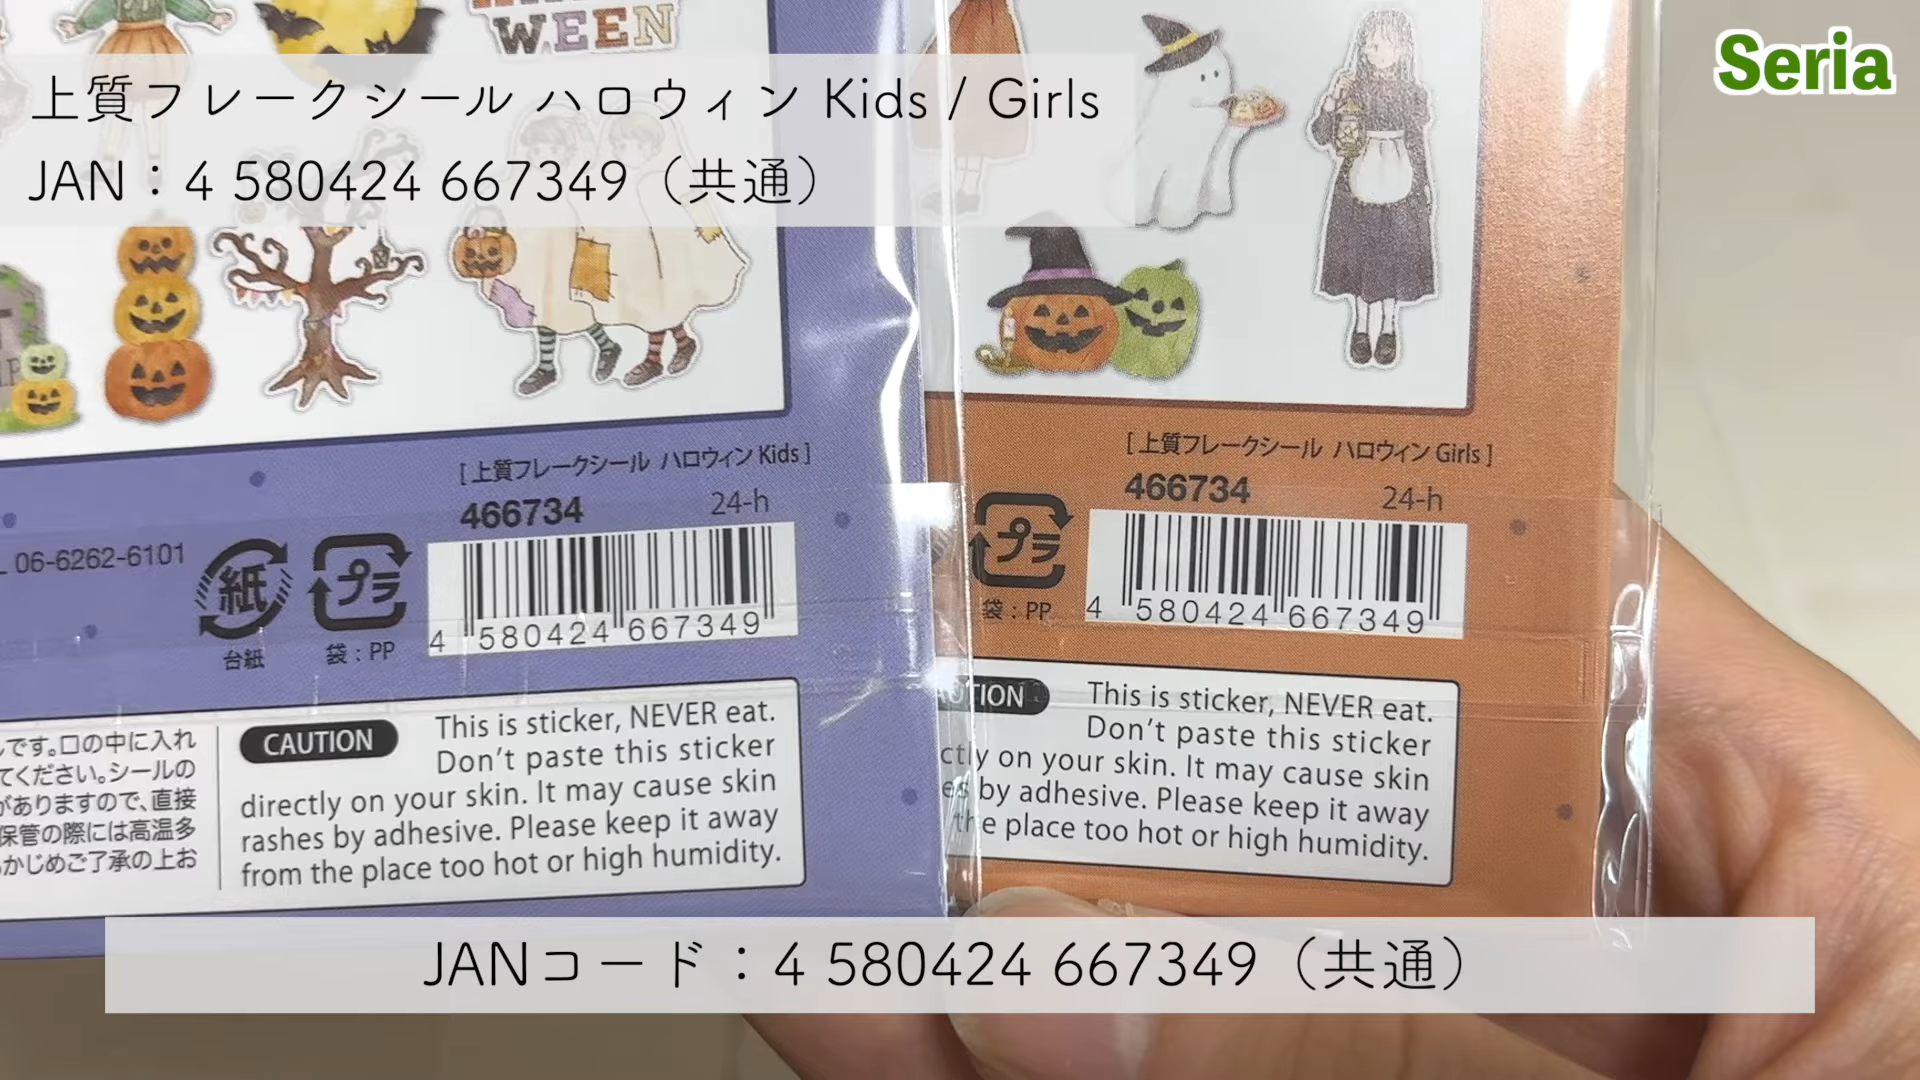 WEEN
Seria
上質フレークシール ハロウィン Kids / Girls
JAN：4 580424 667349（共通）
[ 上質フレークシール ハロウィン Kids ]
466734 24-h
06-6262-6101
紙
プラ
台紙
袋：PP
4 580424 667349
です。口の中に入れ
てください。シールの
がありますので、直接
保管の際には高温多
かじめご了承の上お
CAUTION
This is sticker, NEVER eat.
Don't paste this sticker
directly on your skin. It may cause skin
rashes by adhesive. Please keep it away
from the place too hot or high humidity.
[ 上質フレークシール ハロウィン Girls ]
466734 24-h
プラ
袋：PP
4 580424 667349
This is sticker, NEVER eat.
Don't paste this sticker
on your skin. It may cause skin
by adhesive. Please keep it away
the place too hot or high humidity.
JANコード：4 580424 667349（共通）